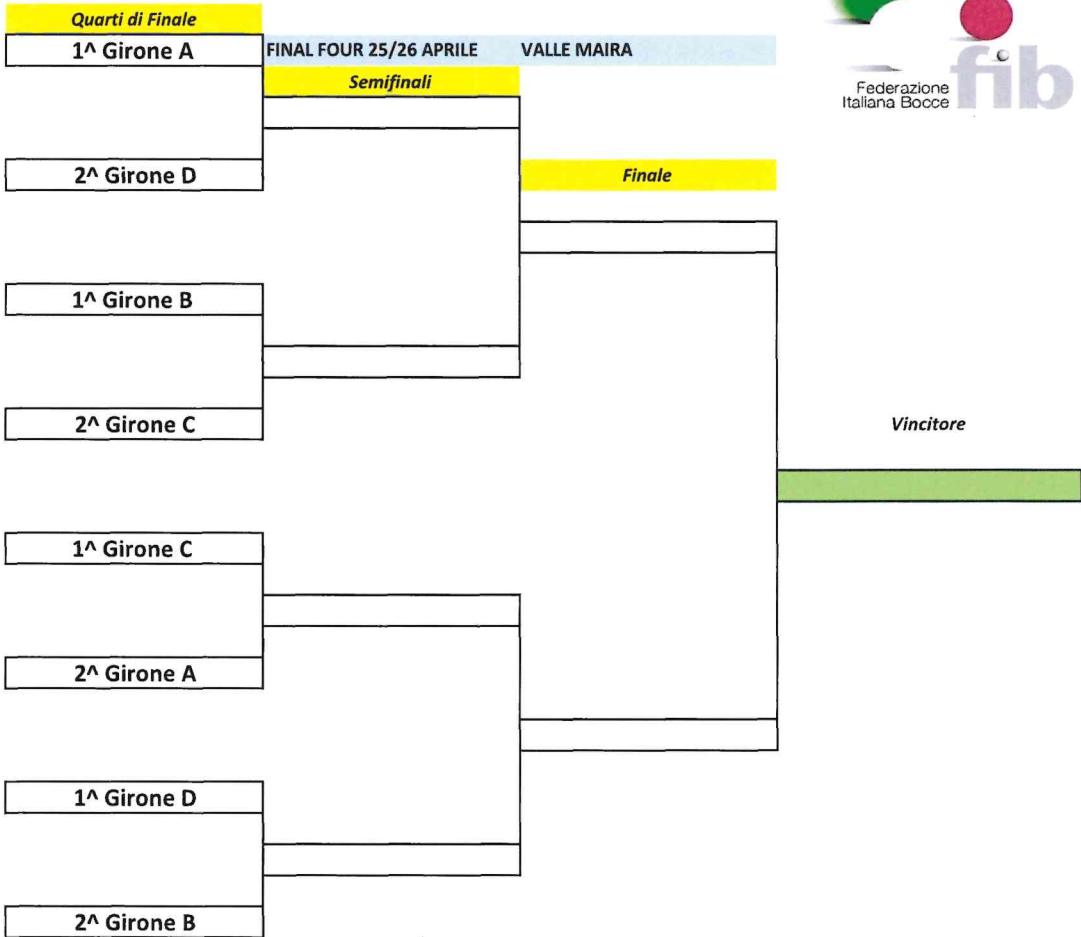 Quarti di Finale
1^ Girone A
FINAL FOUR 25/26 APRILE VALLE MAIRA
Semifinali
Federazione
Italiana Bocce
fib
2^ Girone D
Finale
1^ Girone B
2^ Girone C
Vincitore
1^ Girone C
2^ Girone A
1^ Girone D
2^ Girone B